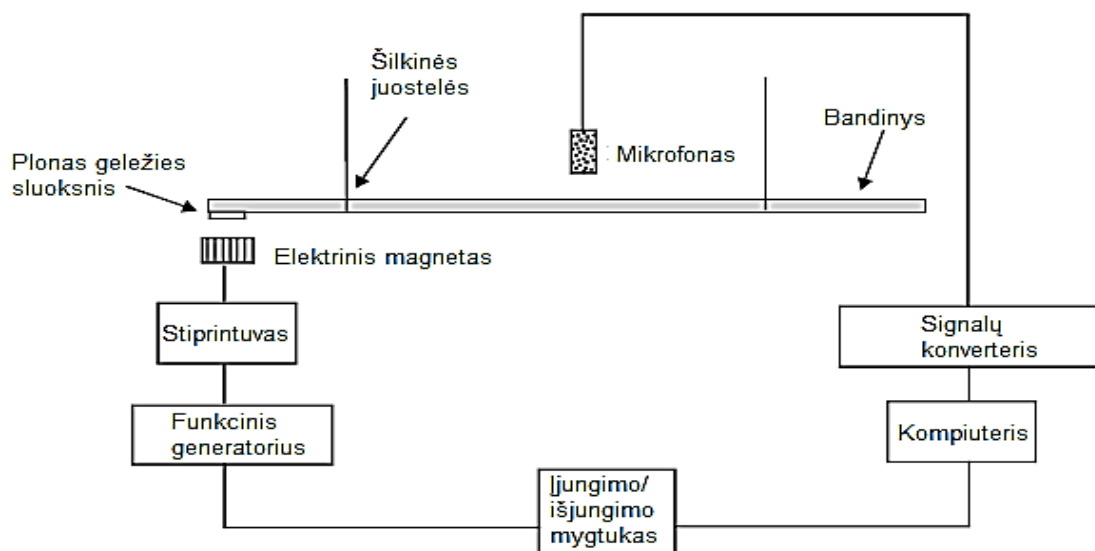 Šilkinės
juostelės
Bandinys
Mikrofonas
Plonas geležies
sluoksnis
Elektrinis magnetas
Stiprintuvas
Signalų
konverteris
Funkcinis
generatorius
Kompiuteris
Įjungimo/
išjungimo
mygtukas